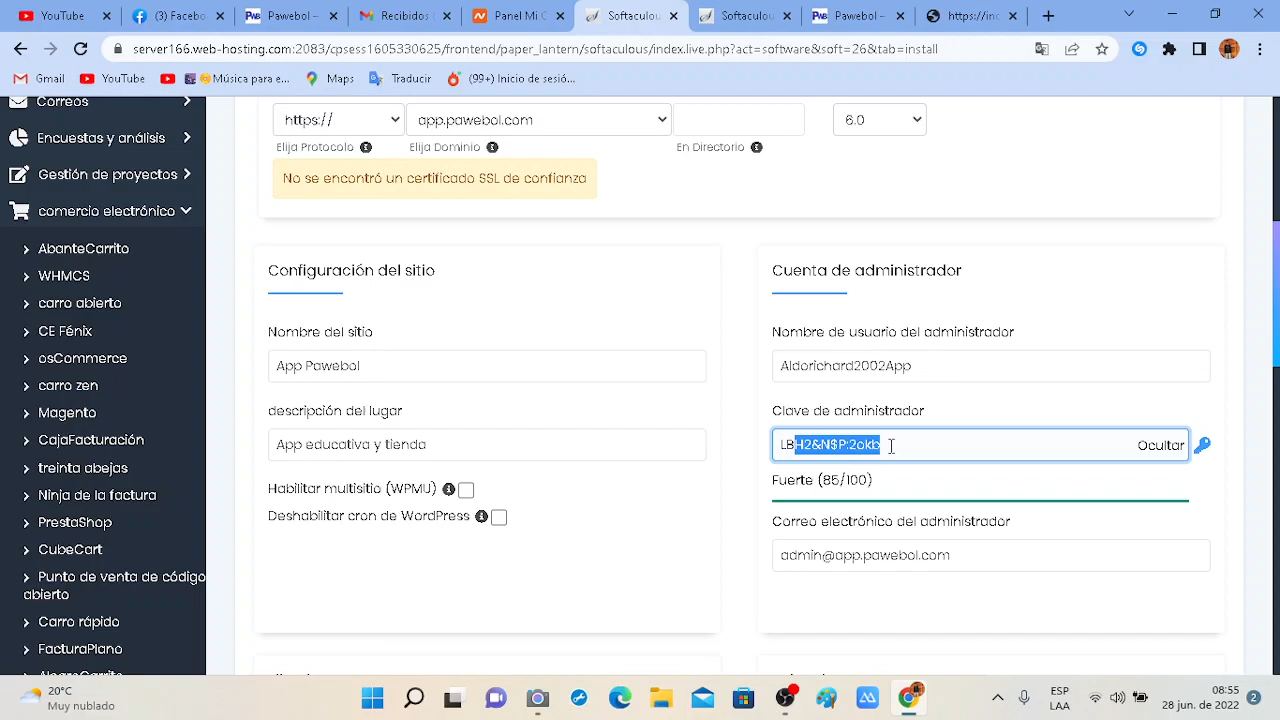 YouTube
(3) Facebo
Pawebol –
Recibidos (
Panel Mi C
Softaculous
Softaculou
Pawebol –
https://inc
server166.web-hosting.com:2083/cpsess1605330625/frontend/paper_lantern/softaculous/index.live.php?act=software&soft=26&tab=install
Gmail
YouTube
Música para e...
Maps
Traducir
(99+) Inicio de sesió...
Correos
Encuestas y análisis
Gestión de proyectos
comercio electrónico
AbanteCarrito
WHMCS
carro abierto
CE Fénix
osCommerce
carro zen
Magento
CajaFacturación
treinta abejas
Ninja de la factura
PrestaShop
CubeCart
Punto de venta de código
abierto
Carro rápido
FacturaPlano
https://
app.pawebol.com
6.0
Elija Protocolo
Elija Dominio
En Directorio
No se encontró un certificado SSL de confianza
Configuración del sitio
Nombre del sitio
App Pawebol
descripción del lugar
App educativa y tienda
Habilitar multisitio (WPMU)
Deshabilitar cron de WordPress
Cuenta de administrador
Nombre de usuario del administrador
Aldorichard2002App
Clave de administrador
LBH2&N$P:2okb
Ocultar
Fuerte (85/100)
Correo electrónico del administrador
admin@app.pawebol.com
20°C
Muy nublado
ESP
LAA
08:55
28 jun. de 2022
2